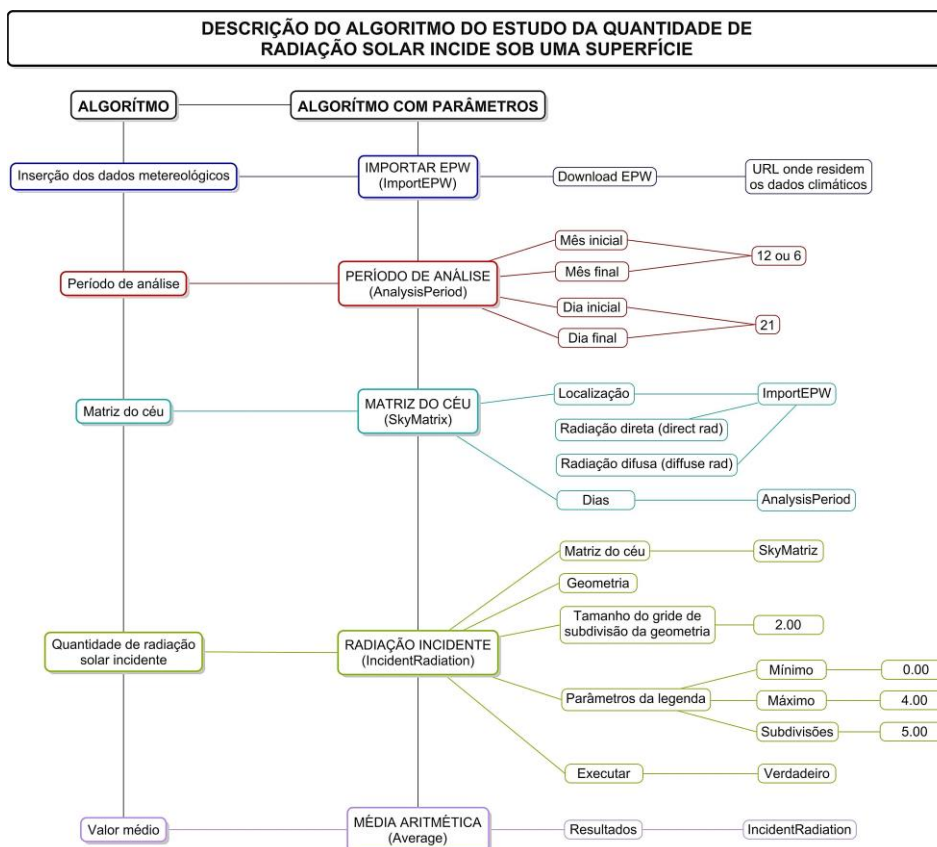 DESCRIÇÃO DO ALGORITMO DO ESTUDO DA QUANTIDADE DE
RADIAÇÃO SOLAR INCIDE SOB UMA SUPERFÍCIE
ALGORÍTMO
ALGORÍTMO COM PARÂMETROS
Inserção dos dados metereológicos
IMPORTAR EPW
(ImportEPW)
Download EPW
URL onde residem
os dados climáticos
Período de análise
PERÌODO DE ANÁLISE
(AnalysisPeriod)
Mês inicial
Mês final
12 ou 6
Dia inicial
Dia final
21
Matriz do céu
MATRIZ DO CÉU
(SkyMatrix)
Localização
ImportEPW
Radiação direta (direct rad)
Radiação difusa (diffuse rad)
Dias
AnalysisPeriod
Quantidade de radiação
solar incidente
RADIAÇÃO INCIDENTE
(IncidentRadiation)
Matriz do céu
SkyMatriz
Geometria
Tamanho do gride de
subdivisão da geometria
2.00
Parâmetros da legenda
Mínimo
0.00
Máximo
4.00
Subdivisões
5.00
Executar
Verdadeiro
Valor médio
MÉDIA ARITMÉTICA
(Average)
Resultados
IncidentRadiation